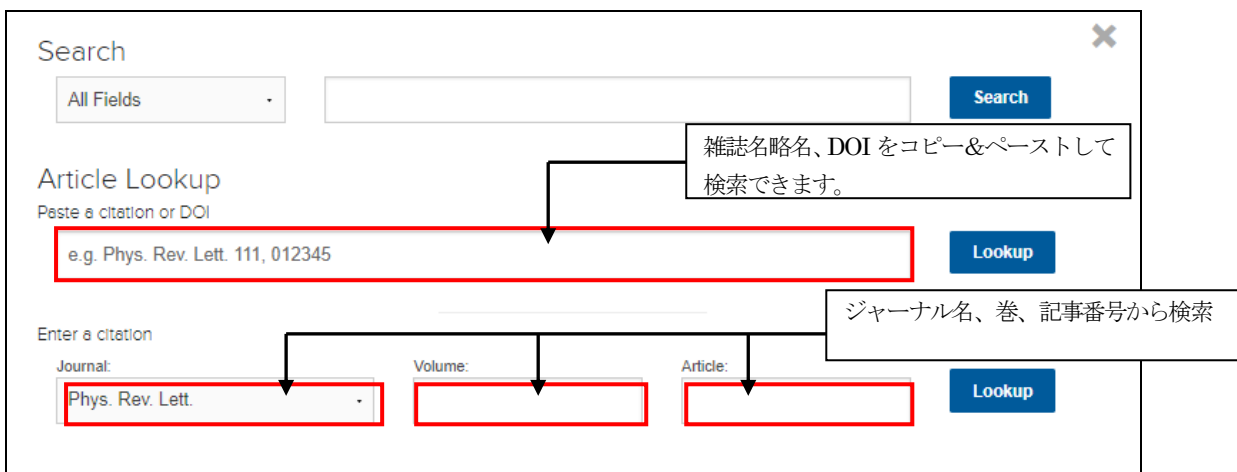 Search
All Fields
Search
雑誌名略名、DOI をコピー&ペーストして
検索できます。
Article Lookup
Paste a citation or DOI
e.g. Phys. Rev. Lett. 111, 012345
Lookup
ジャーナル名、巻、記事番号から検索
Enter a citation
Journal:
Volume:
Article:
Phys. Rev. Lett.
Lookup